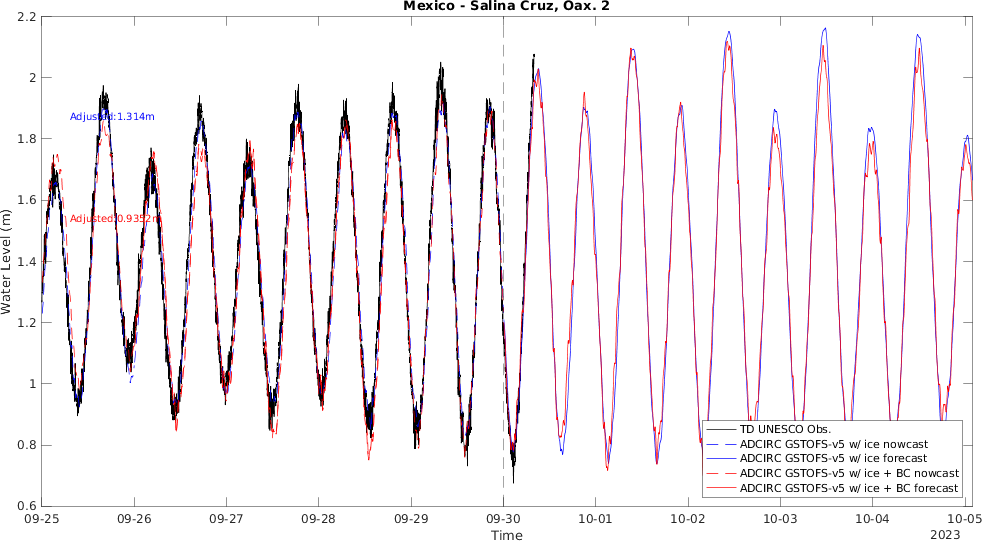 Mexico - Salina Cruz, Oax. 2
Water Level (m)
2.2
2
1.8
1.6
1.4
1.2
1
0.8
0.6
Adjusted:1.314m
Adjusted:0.9352m
TD UNESCO Obs.
ADCIRC GSTOFS-v5 w/ ice nowcast
ADCIRC GSTOFS-v5 w/ ice forecast
ADCIRC GSTOFS-v5 w/ ice + BC nowcast
ADCIRC GSTOFS-v5 w/ ice + BC forecast
09-25 09-26 09-27 09-28 09-29 09-30 10-01 10-02 10-03 10-04 10-05
Time
2023